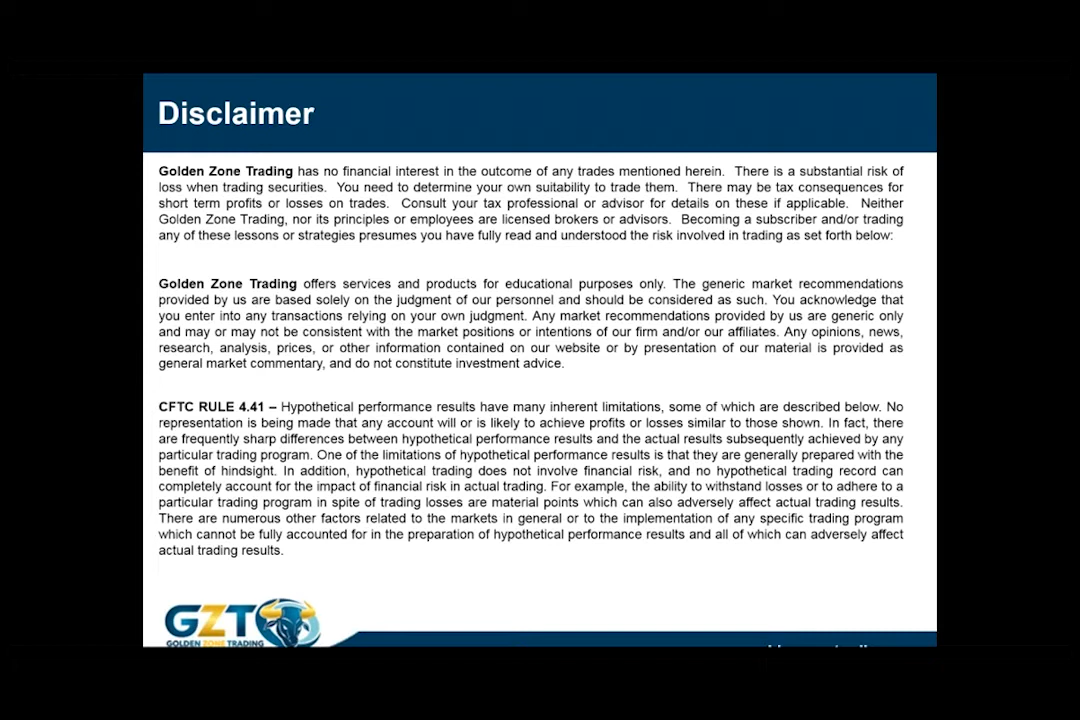 Disclaimer
Golden Zone Trading has no financial interest in the outcome of any trades mentioned herein. There is a substantial risk of
loss when trading securities. You need to determine your own suitability to trade them. There may be tax consequences for
short term profits or losses on trades. Consult your tax professional or advisor for details on these if applicable. Neither
Golden Zone Trading, nor its principles or employees are licensed brokers or advisors. Becoming a subscriber and/or trading
any of these lessons or strategies presumes you have fully read and understood the risk involved in trading as set forth below:
Golden Zone Trading offers services and products for educational purposes only. The generic market recommendations
provided by us are based solely on the judgment of our personnel and should be considered as such. You acknowledge that
you enter into any transactions relying on your own judgment. Any market recommendations provided by us are generic only
and may or may not be consistent with the market positions or intentions of our firm and/or our affiliates. Any opinions, news,
research, analysis, prices, or other information contained on our website or by presentation of our material is provided as
general market commentary, and do not constitute investment advice.
CFTC RULE 4.41 – Hypothetical performance results have many inherent limitations, some of which are described below. No
representation is being made that any account will or is likely to achieve profits or losses similar to those shown. In fact, there
are frequently sharp differences between hypothetical performance results and the actual results subsequently achieved by any
particular trading program. One of the limitations of hypothetical performance results is that they are generally prepared with the
benefit of hindsight. In addition, hypothetical trading does not involve financial risk, and no hypothetical trading record can
completely account for the impact of financial risk in actual trading. For example, the ability to withstand losses or to adhere to a
particular trading program in spite of trading losses are material points which can also adversely affect actual trading results.
There are numerous other factors related to the markets in general or to the implementation of any specific trading program
which cannot be fully accounted for in the preparation of hypothetical performance results and all of which can adversely affect
actual trading results.
GZT
GOLDEN ZONE TRADING